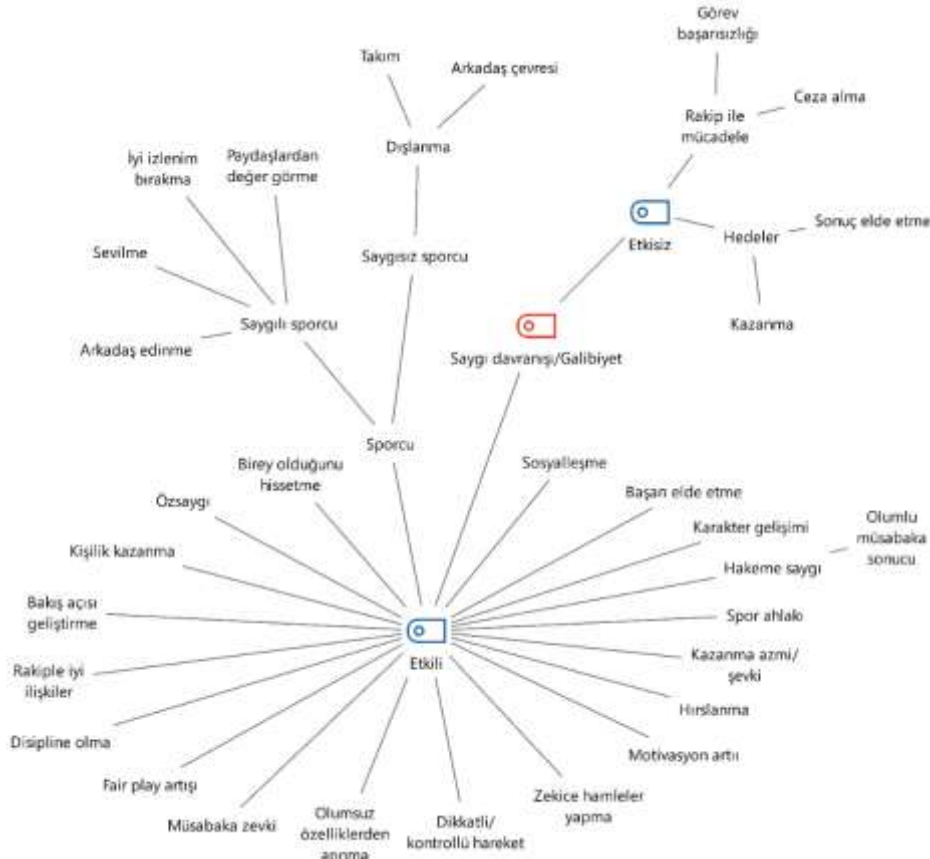 Görev
başarısızlığı
Takım
Arkadaş çevresi
Ceza alma
Rakip ile
mücadele
Dışlanma
İyi izlenim
bırakma
Paydaşlardan
değer görme
Sonuç elde etme
Hedeler
Etkisiz
Sevilme
Saygısız sporcu
Saygılı sporcu
Kazanma
Arkadaş edinme
Saygı davranışı/Galibiyet
Sporcu
Birey olduğunu
hissetme
Sosyalleşme
Özsaygı
Başarı elde etme
Karakter gelişimi
Olumlu
müsabaka
sonucu
Kişilik kazanma
Hakeme saygı
Bakış açısı
geliştirme
Spor ahlakı
Etkili
Kazanma azmi/
şevki
Rakiple iyi
ilişkiler
Hırslanma
Disipline olma
Motivasyon artıı
Fair play artışı
Zekice hamleler
yapma
Müsabaka zevki
Olumsuz
özelliklerden
arınma
Dikkatli/
kontrollü hareket